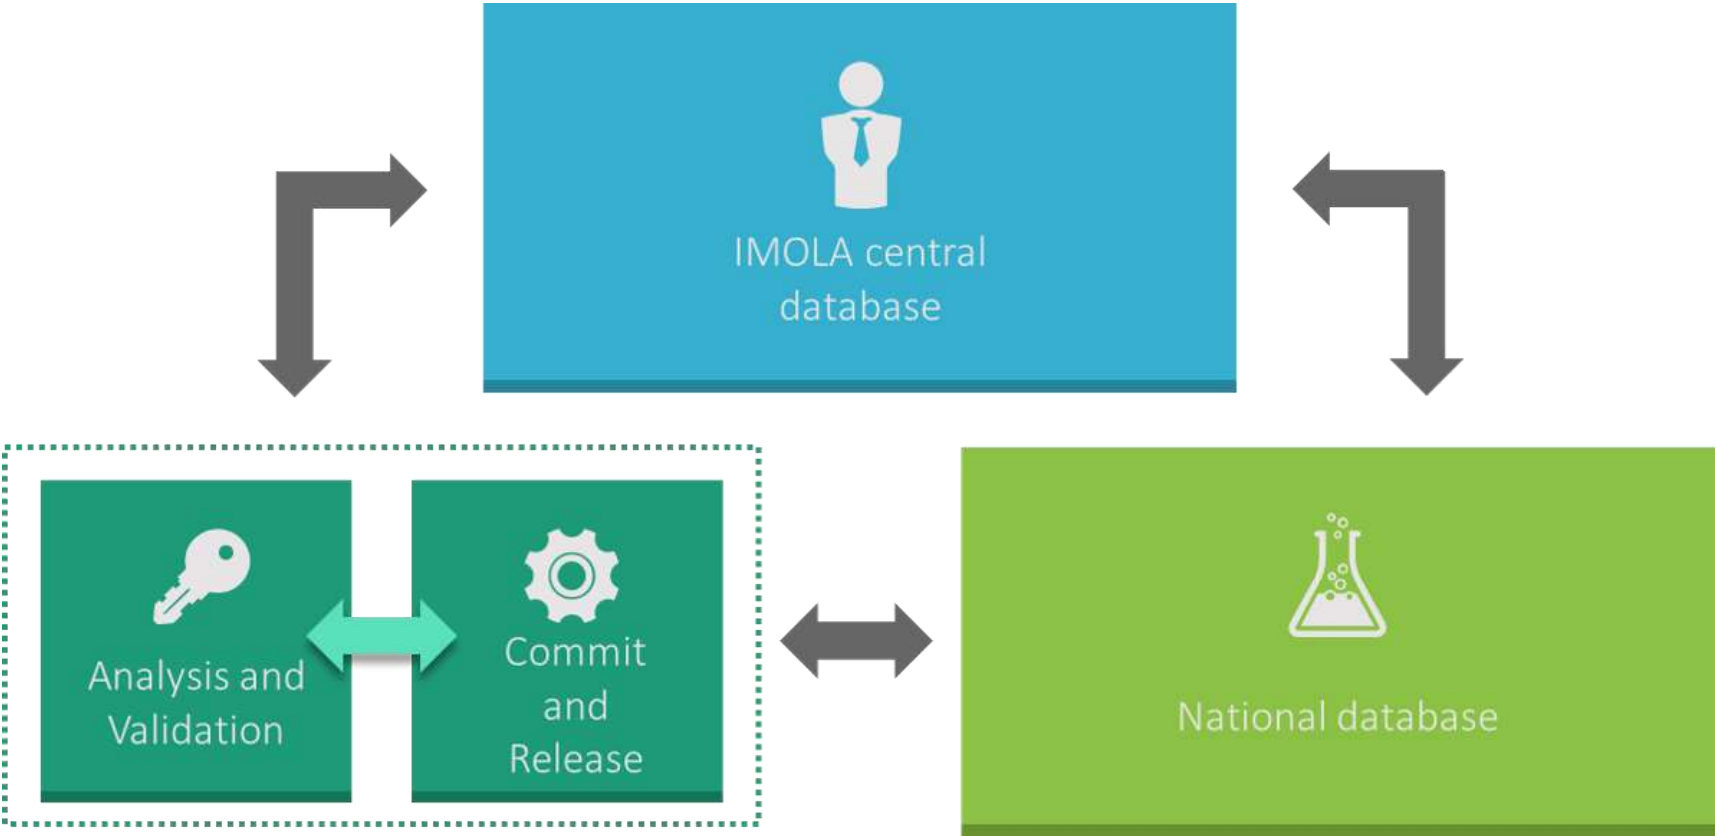 IMOLA central
database
Analysis and
Validation
Commit
and
Release
National database